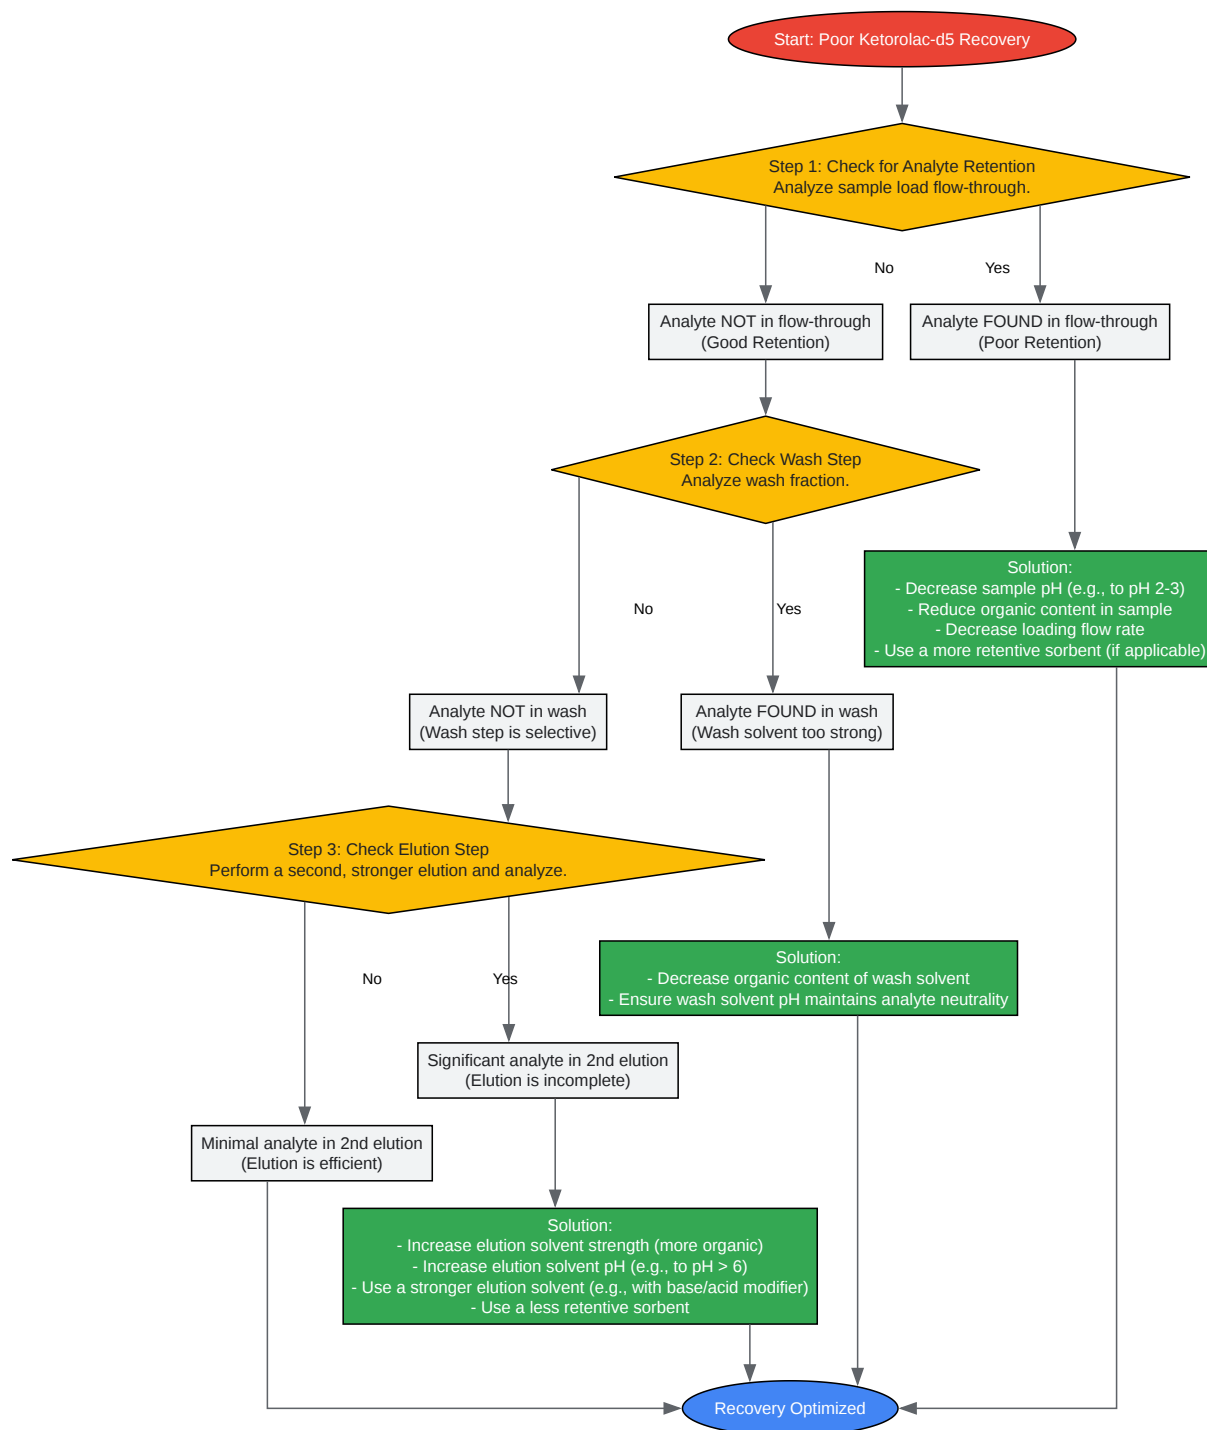 Start: Poor Ketorolac-d5 Recovery
Step 1: Check for Analyte Retention
Analyze sample load flow-through.
No
Yes
Analyte NOT in flow-through
(Good Retention)
Analyte FOUND in flow-through
(Poor Retention)
Step 2: Check Wash Step
Analyze wash fraction.
Solution:
- Decrease sample pH (e.g., to pH 2-3)
- Reduce organic content in sample
- Decrease loading flow rate
- Use a more retentive sorbent (if applicable)
No
Yes
Analyte NOT in wash
(Wash step is selective)
Analyte FOUND in wash
(Wash solvent too strong)
Step 3: Check Elution Step
Perform a second, stronger elution and analyze.
Solution:
- Decrease organic content of wash solvent
- Ensure wash solvent pH maintains analyte neutrality
No
Yes
Significant analyte in 2nd elution
(Elution is incomplete)
Minimal analyte in 2nd elution
(Elution is efficient)
Solution:
- Increase elution solvent strength (more organic)
- Increase elution solvent pH (e.g., to pH > 6)
- Use a stronger elution solvent (e.g., with base/acid modifier)
- Use a less retentive sorbent
Recovery Optimized